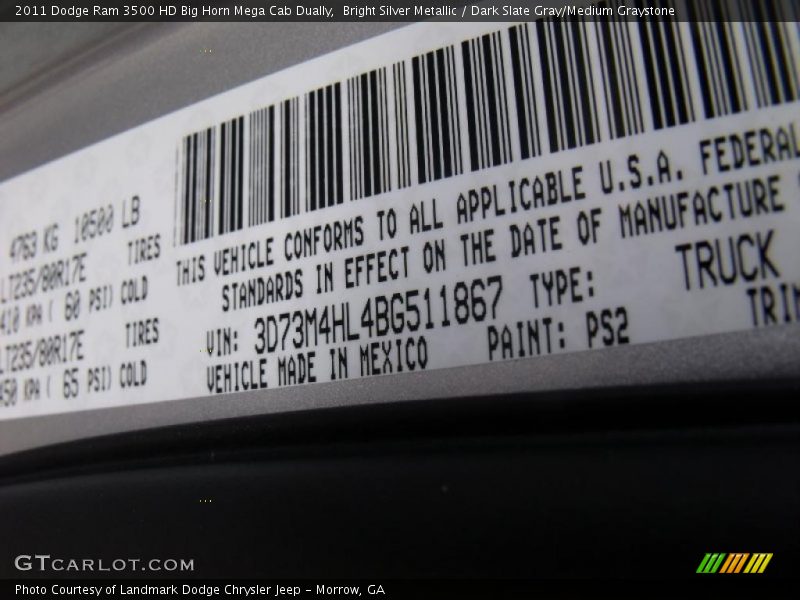 2011 Dodge Ram 3500 HD Big Horn Mega Cab Dually,  Bright Silver Metallic / Dark Slate Gray/Medium Graystone
4763 KG 10500 LB
LT235/80R17E TIRES
410 KPA ( 60 PSI) COLD
LT235/80R17E TIRES
450 KPA ( 65 PSI) COLD
THIS VEHICLE CONFORMS TO ALL APPLICABLE U.S.A. FEDERAL
STANDARDS IN EFFECT ON THE DATE OF MANUFACTURE
VIN: 3D73M4HL4BG511867 TYPE: TRUCK
VEHICLE MADE IN MEXICO PAINT: PS2 TRIM
GTCARLOT.COM
Photo Courtesy of Landmark Dodge Chrysler Jeep - Morrow, GA